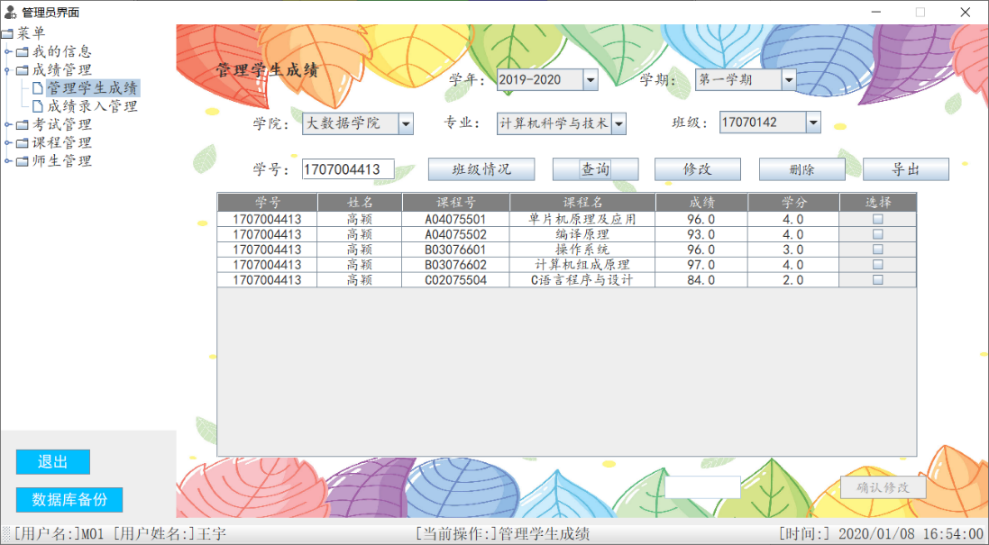 管理员界面
菜单
我的信息
成绩管理
管理学生成绩
成绩录入管理
考试管理
课程管理
师生管理
管理学生成绩
学年： 2019-2020 学期： 第一学期
学院： 大数据学院 专业： 计算机科学与技术 班级： 17070142
学号： 1707004413 班级情况 查询 修改 删除 导出
学号 姓名 课程号 课程名 成绩 学分 选择
1707004413 高颖 A04075501 单片机原理及应用 96.0 4.0
1707004413 高颖 A04075502 编译原理 93.0 4.0
1707004413 高颖 B03076601 操作系统 96.0 3.0
1707004413 高颖 B03076602 计算机组成原理 97.0 4.0
1707004413 高颖 C02075504 C语言程序与设计 84.0 2.0
退出
数据库备份
确认修改
[用户名:]M01 [用户姓名:]王宇 [当前操作:]管理学生成绩 [时间:] 2020/01/08 16:54:00